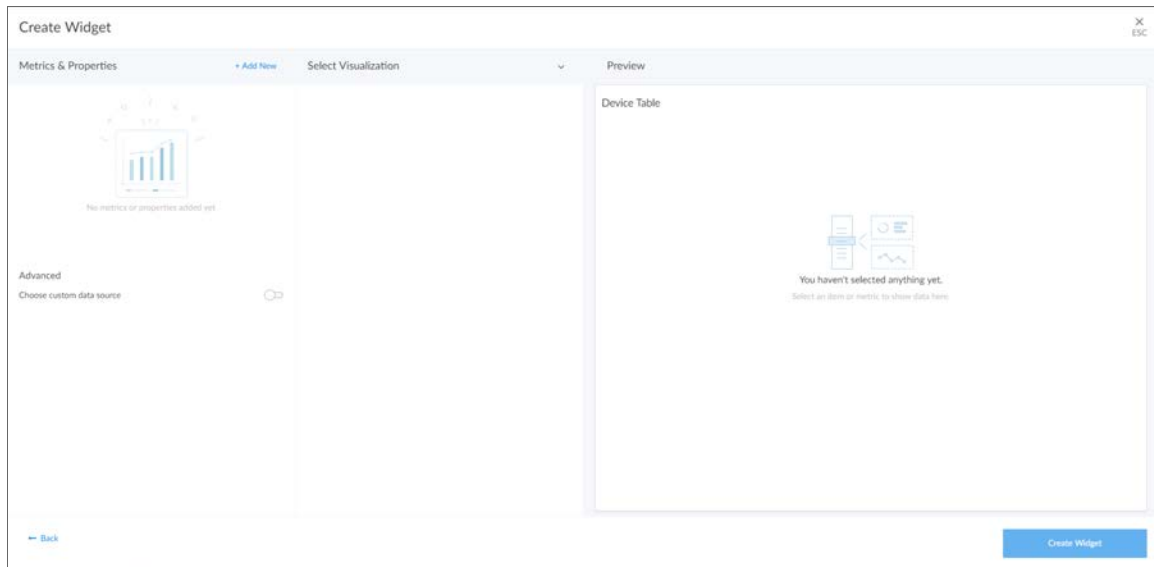 Create Widget
ESC
Metrics & Properties
+ Add New
Select Visualization
Preview
Device Table
No metrics or properties added yet
You haven't selected anything yet.
Select an item or metric to show data here
Advanced
Choose custom data source
Back
Create Widget